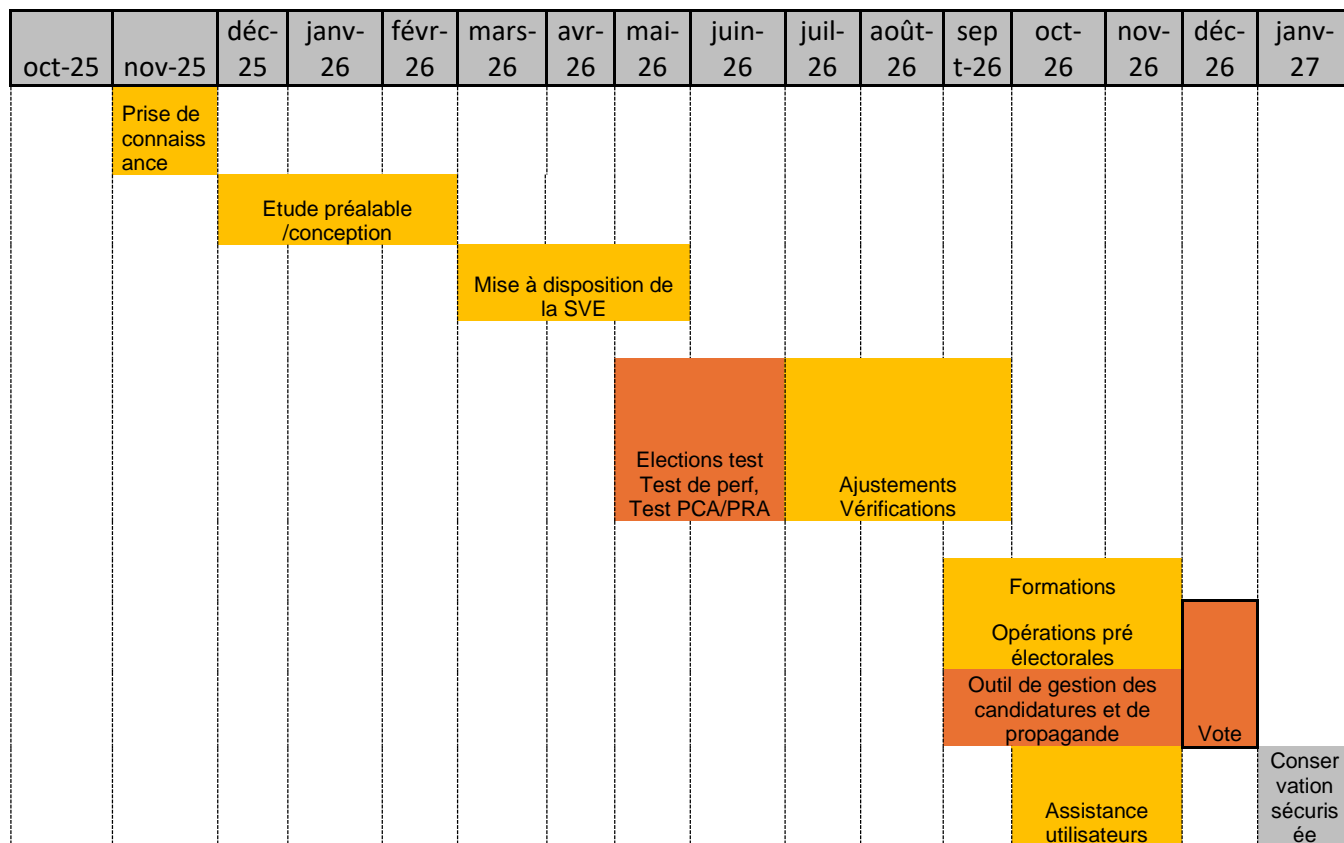 oct-25 nov-25 déc-25 janv-26 févr-26 mars-26 avr-26 mai-26 juin-26 juil-26 août-26 sept-26 oct-26 nov-26 déc-26 janv-27
Prise de
connaiss
ance
Etude préalable
/conception
Mise à disposition de
la SVE
Elections test
Test de perf,
Test PCA/PRA
Ajustements
Vérifications
Formations
Opérations pré
électorales
Outil de gestion des
candidatures et de
propagande
Vote
Assistance
utilisateurs
Conser
vation
sécuris
ée